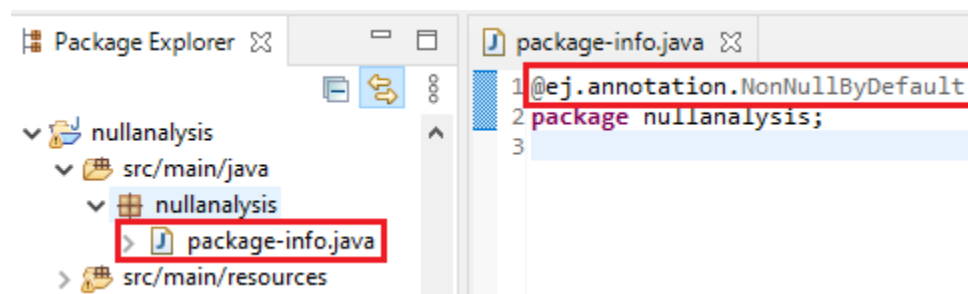 Package Explorer
nullanalysis
src/main/java
nullanalysis
package-info.java
src/main/resources
package-info.java
1 @ej.annotation.NonNullByDefault
2 package nullanalysis;
3